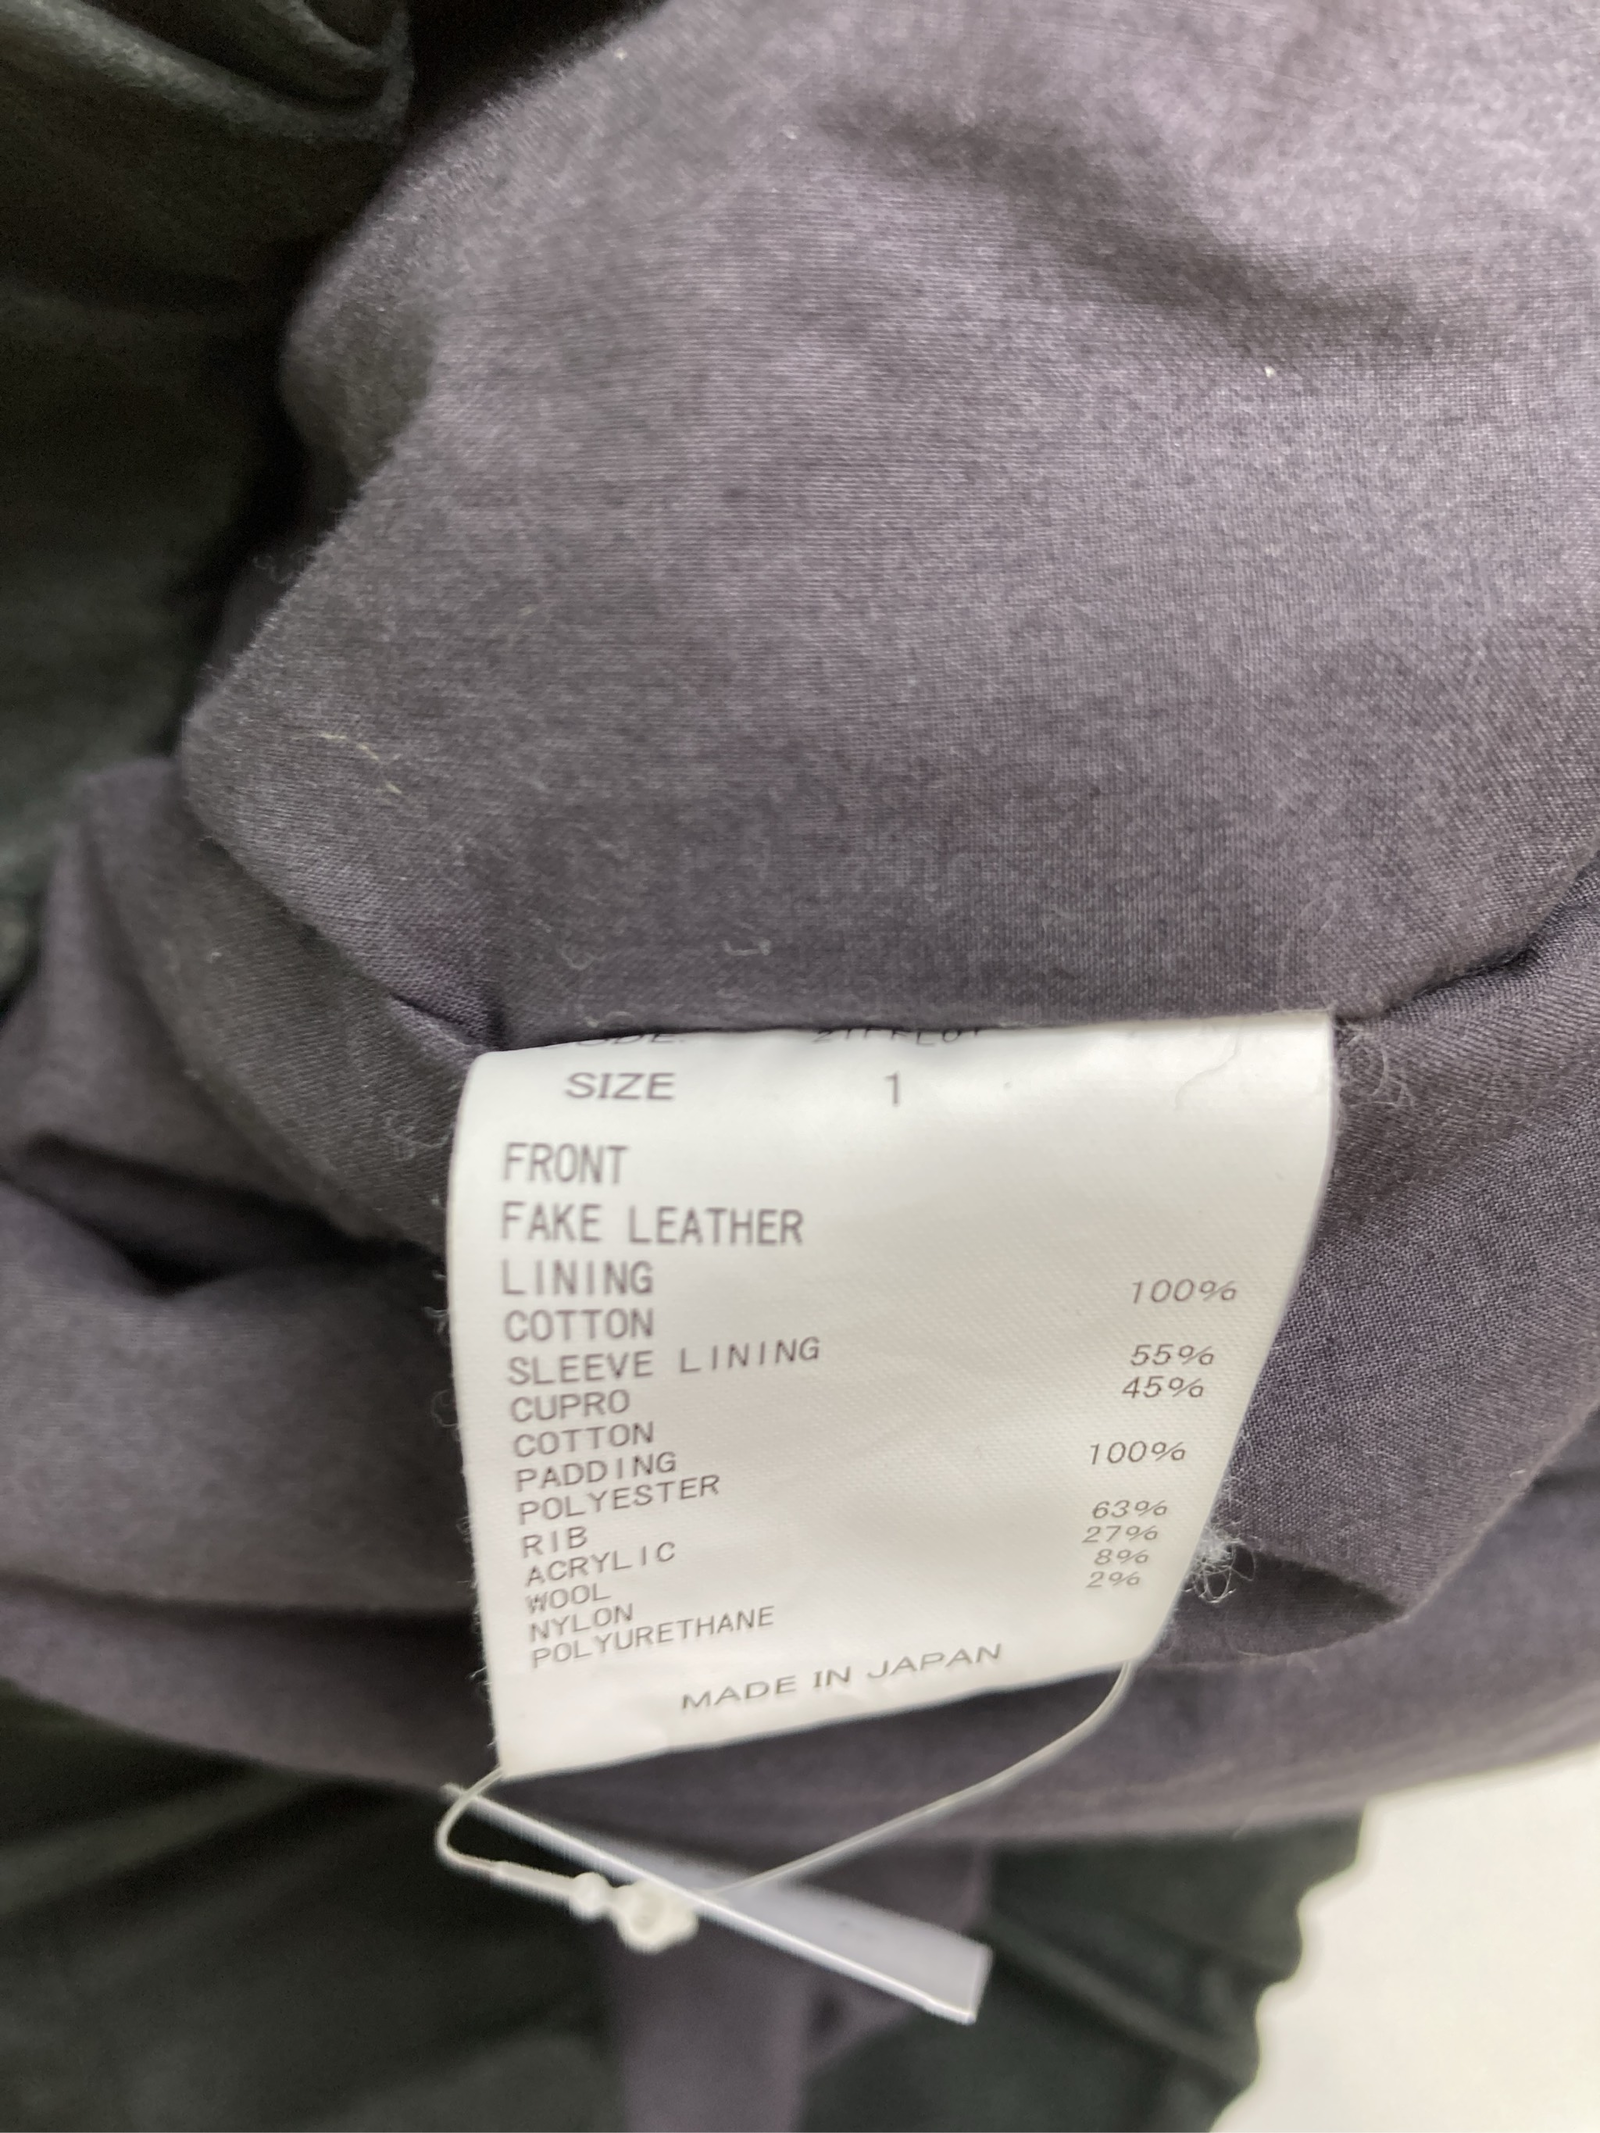 SIZE 1
FRONT
FAKE LEATHER
LINING
COTTON 100%
SLEEVE LINING
CUPRO 55%
COTTON 45%
PADDING
POLYESTER 100%
RIB
ACRYLIC 63%
WOOL 27%
NYLON 8%
POLYURETHANE 2%
MADE IN JAPAN